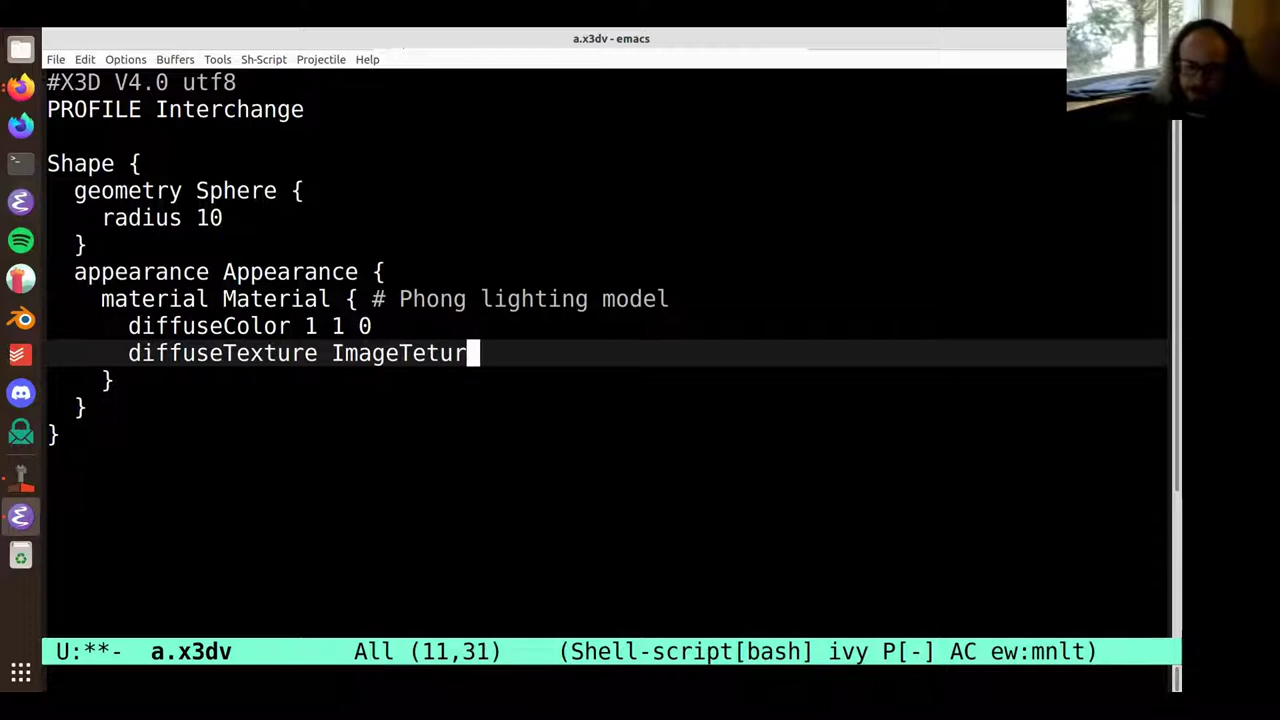 a.x3dv - emacs
File Edit Options Buffers Tools Sh-Script Projectile Help
#X3D V4.0 utf8
PROFILE Interchange
Shape {
geometry Sphere {
radius 10
}
appearance Appearance {
material Material { # Phong lighting model
diffuseColor 1 1 0
diffuseTexture ImageTetur
}
}
}
U:**- a.x3dv All (11,31) (Shell-script[bash] ivy P[-] AC ew:mnlt)